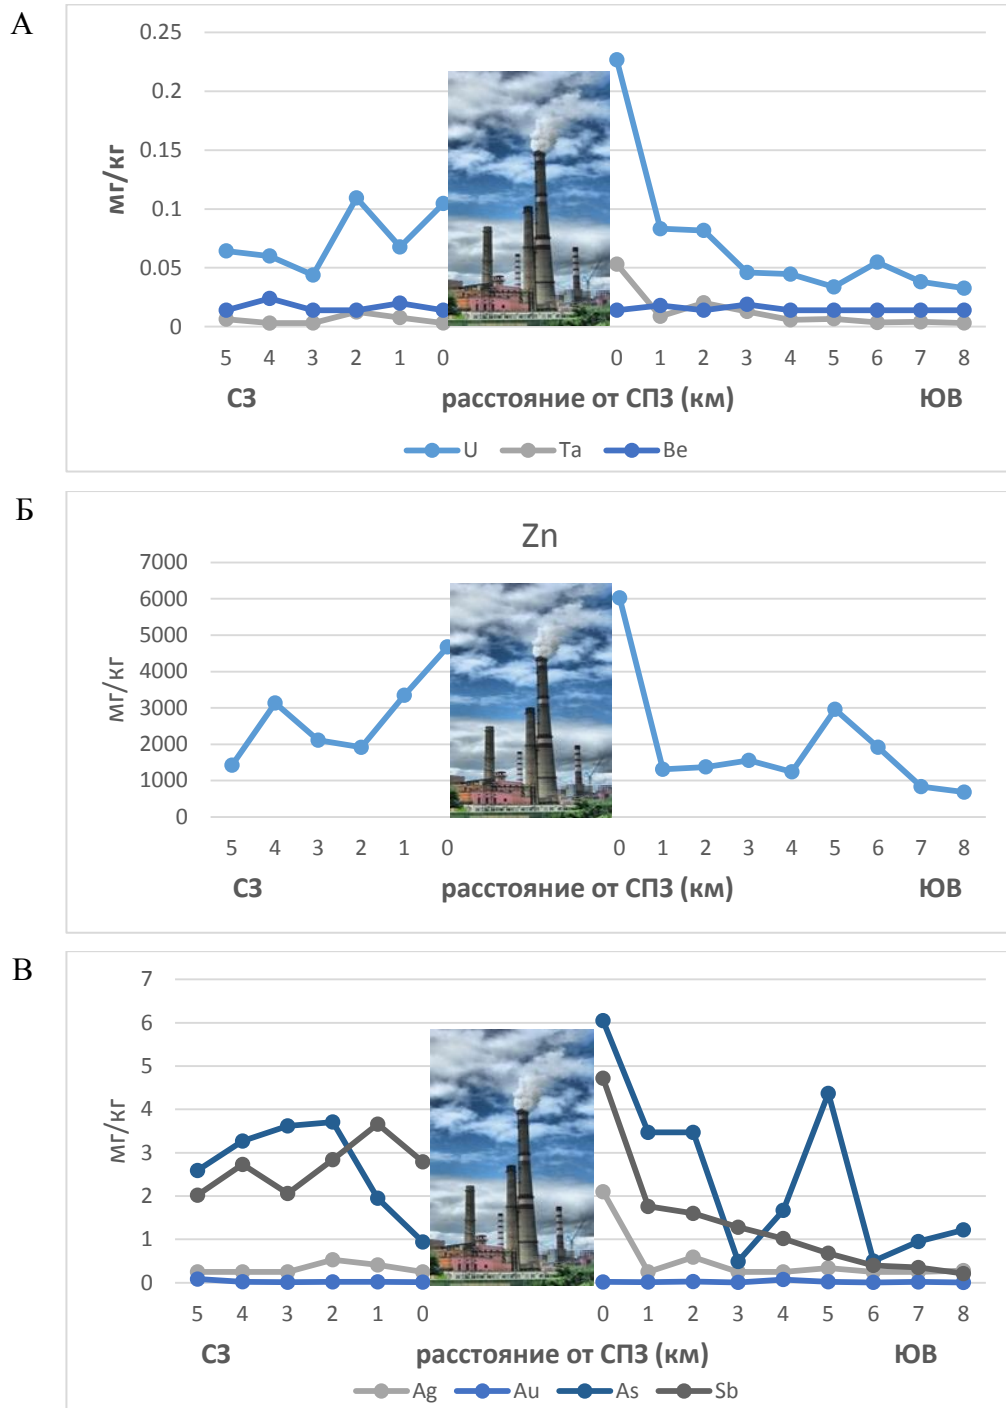 А
0.25
0.2
0.15
0.1
0.05
0
мг/кг
5 4 3 2 1 0 0 1 2 3 4 5 6 7 8
СЗ расстояние от СПЗ (км) ЮВ
U Ta Be
Б
Zn
7000
6000
5000
4000
3000
2000
1000
0
мг/кг
5 4 3 2 1 0 0 1 2 3 4 5 6 7 8
СЗ расстояние от СПЗ (км) ЮВ
В
7
6
5
4
3
2
1
0
мг/кг
5 4 3 2 1 0 0 1 2 3 4 5 6 7 8
СЗ расстояние от СПЗ (км) ЮВ
Ag Au As Sb